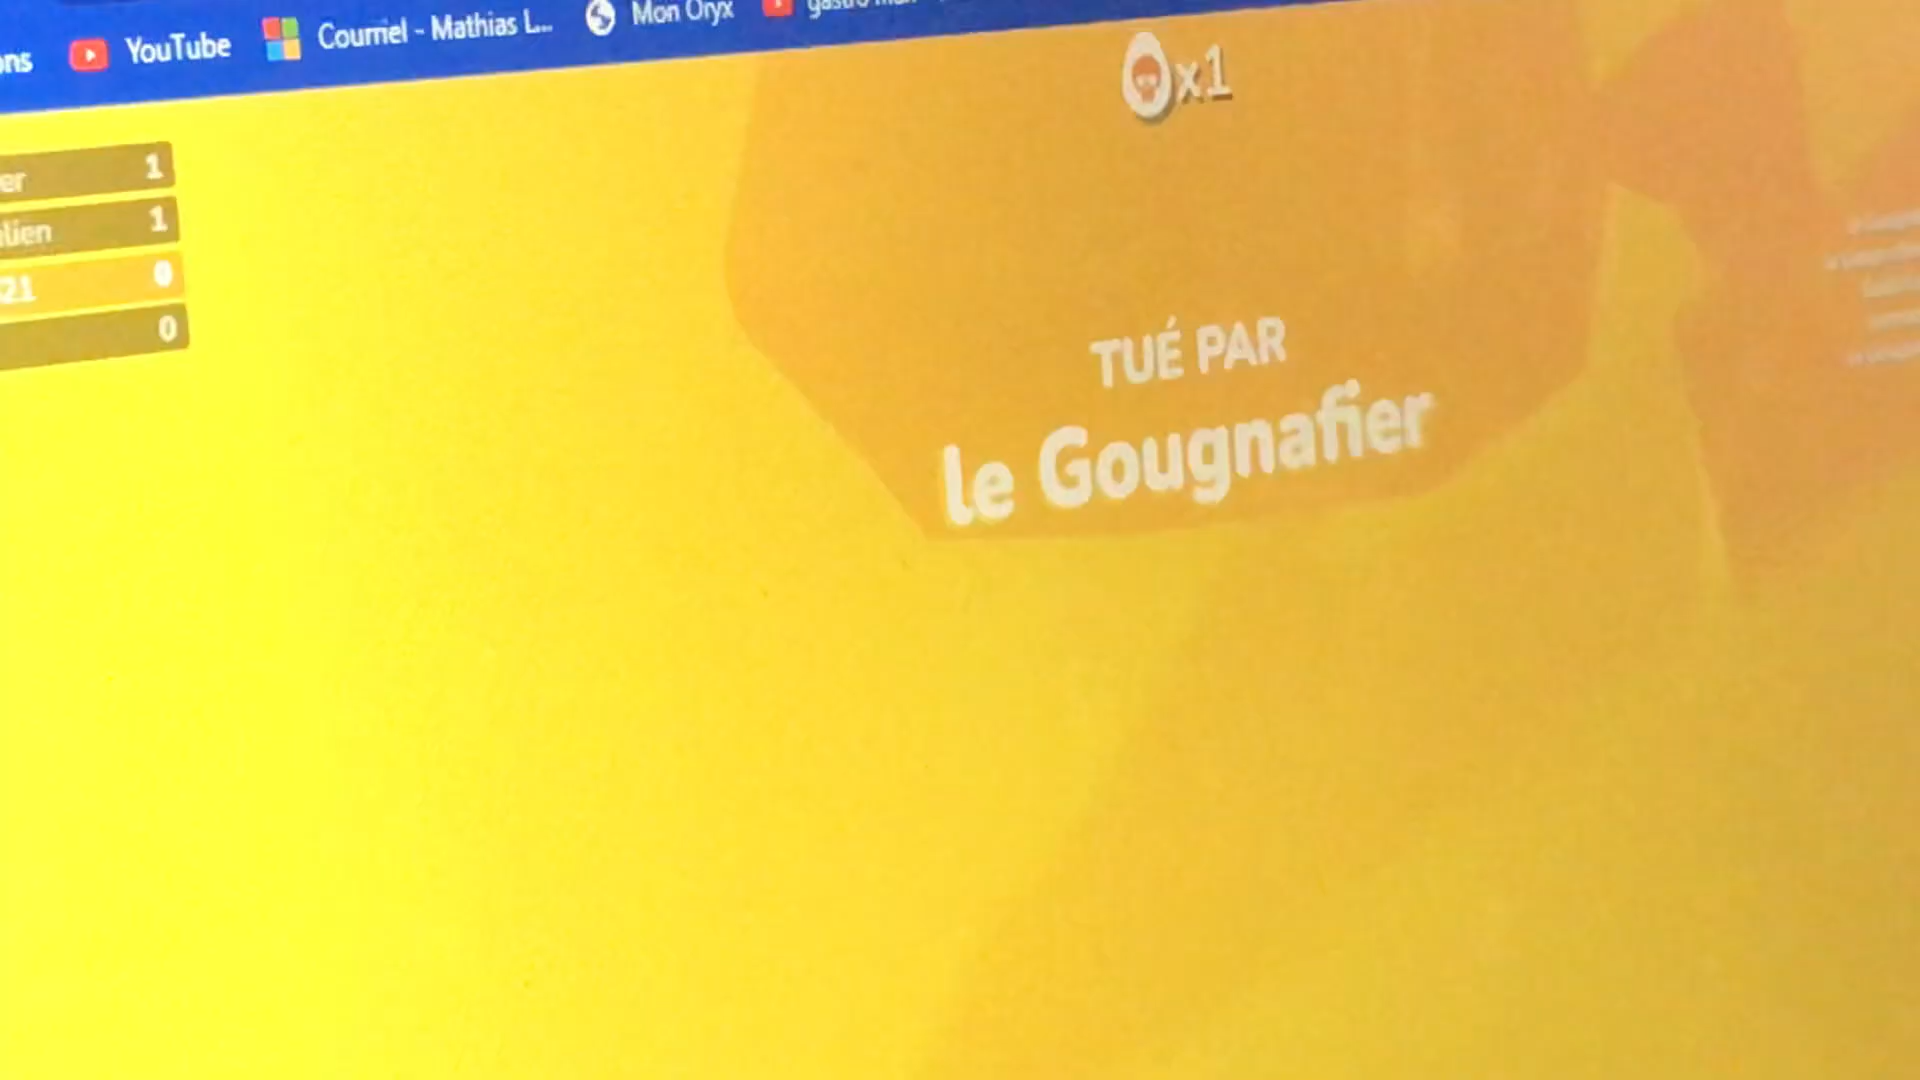 ons YouTube Courriel - Mathias L... Mon Oryx
x1
er 1
lien 1
21 0
0
TUÉ PAR
le Gougnafier